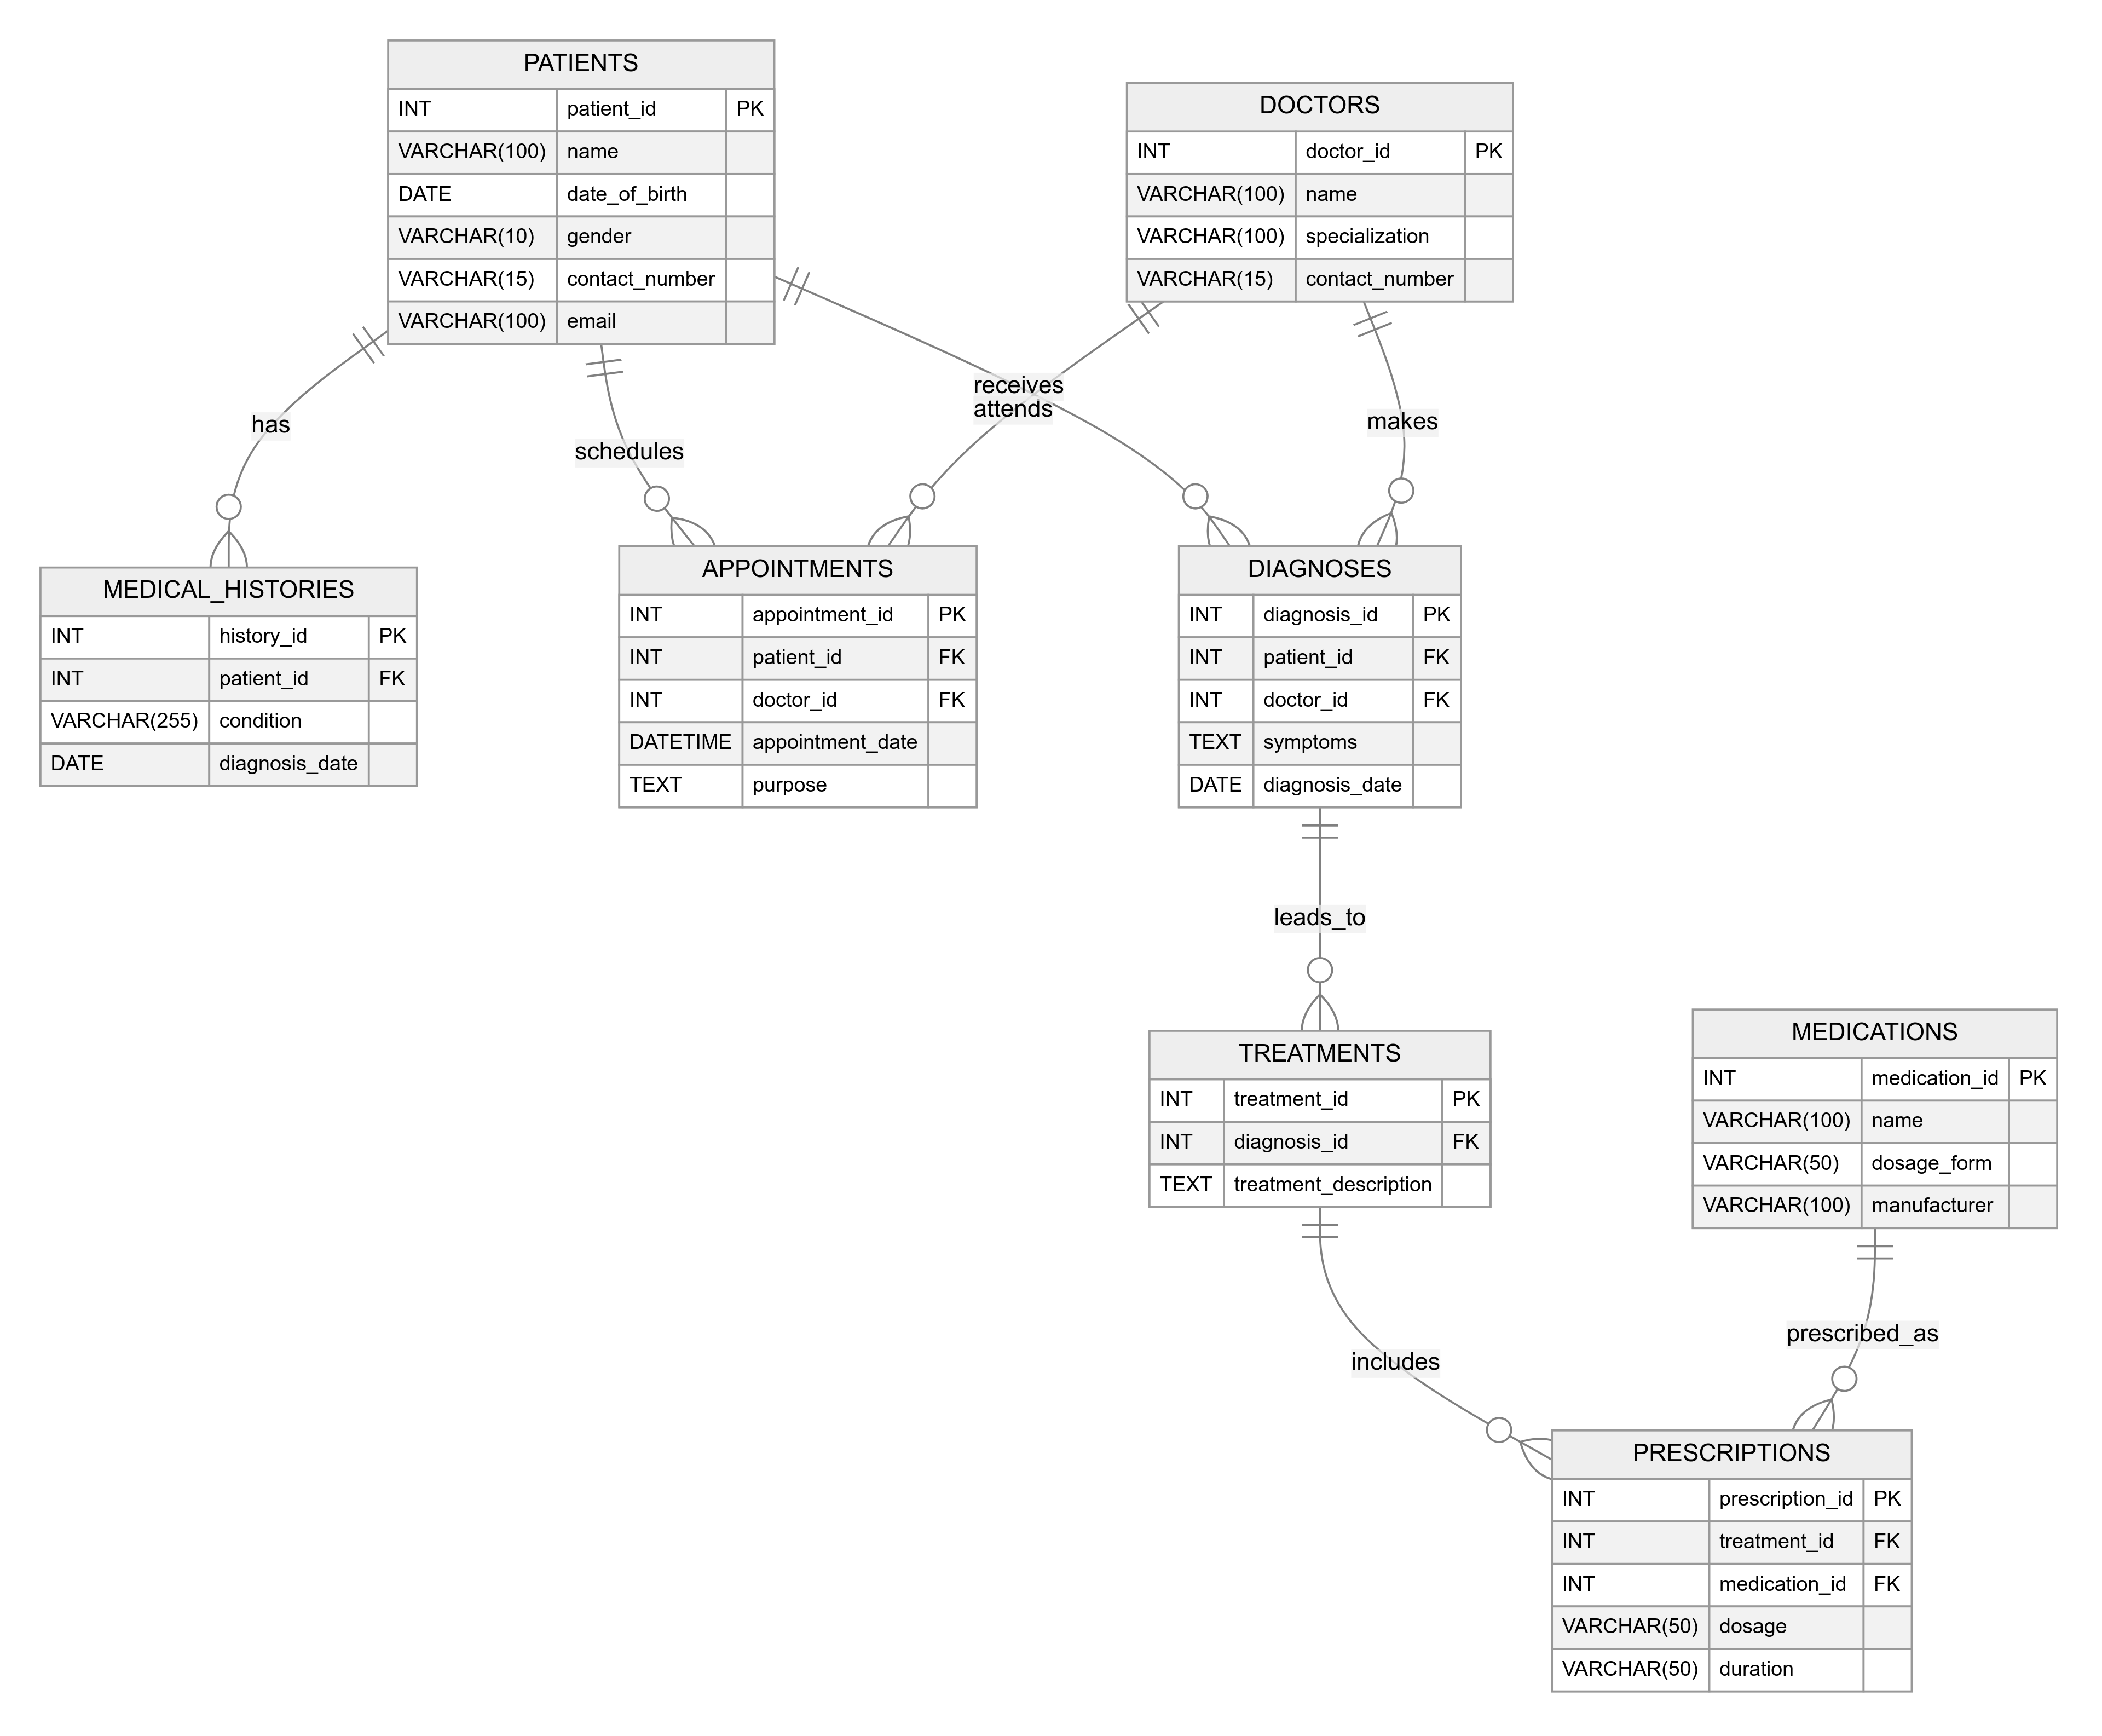 PATIENTS
INT patient_id PK
VARCHAR(100) name
DATE date_of_birth
VARCHAR(10) gender
VARCHAR(15) contact_number
VARCHAR(100) email
DOCTORS
INT doctor_id PK
VARCHAR(100) name
VARCHAR(100) specialization
VARCHAR(15) contact_number
has
schedules
receives
attends
makes
MEDICAL_HISTORIES
INT history_id PK
INT patient_id FK
VARCHAR(255) condition
DATE diagnosis_date
APPOINTMENTS
INT appointment_id PK
INT patient_id FK
INT doctor_id FK
DATETIME appointment_date
TEXT purpose
DIAGNOSES
INT diagnosis_id PK
INT patient_id FK
INT doctor_id FK
TEXT symptoms
DATE diagnosis_date
leads_to
TREATMENTS
INT treatment_id PK
INT diagnosis_id FK
TEXT treatment_description
MEDICATIONS
INT medication_id PK
VARCHAR(100) name
VARCHAR(50) dosage_form
VARCHAR(100) manufacturer
includes
prescribed_as
PRESCRIPTIONS
INT prescription_id PK
INT treatment_id FK
INT medication_id FK
VARCHAR(50) dosage
VARCHAR(50) duration